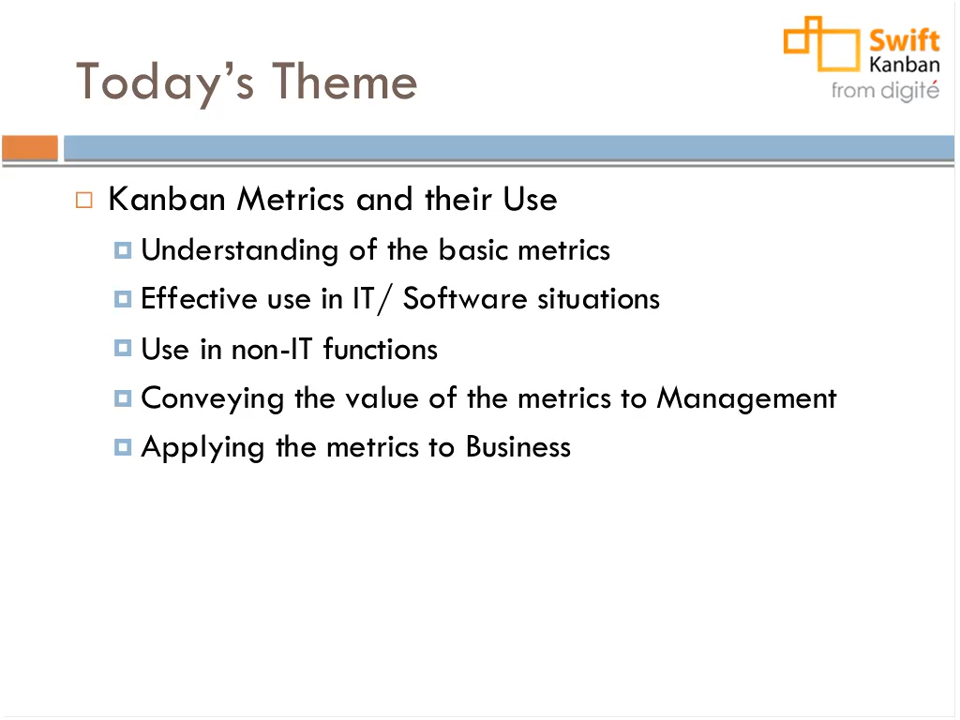 Today's Theme
Swift
Kanban
from digité
Kanban Metrics and their Use
Understanding of the basic metrics
Effective use in IT/ Software situations
Use in non-IT functions
Conveying the value of the metrics to Management
Applying the metrics to Business